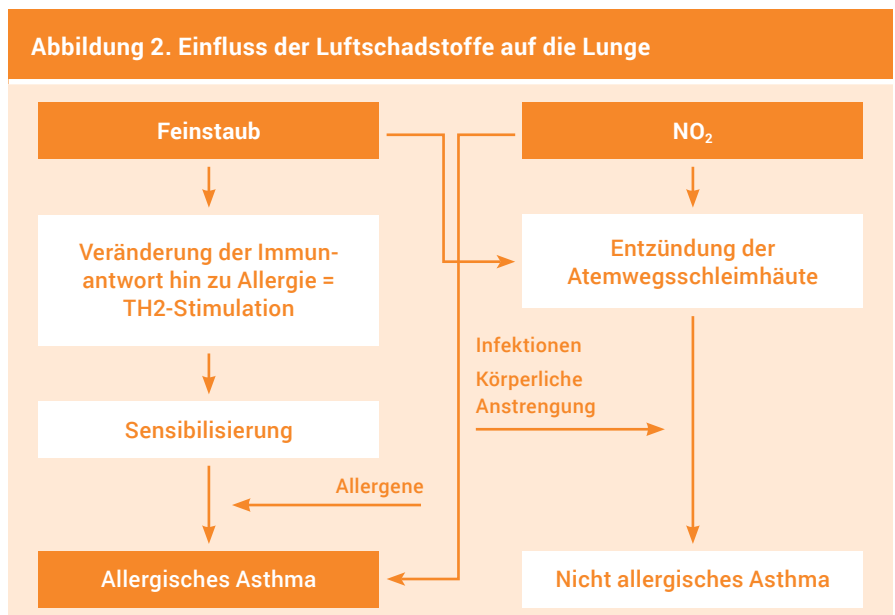 Abbildung 2. Einfluss der Luftschadstoffe auf die Lunge
Feinstaub
NO₂
Veränderung der Immun-
antwort hin zu Allergie =
TH2-Stimulation
Entzündung der
Atemwegsschleimhäute
Infektionen
Körperliche
Anstrengung
Sensibilisierung
Allergene
Allergisches Asthma
Nicht allergisches Asthma